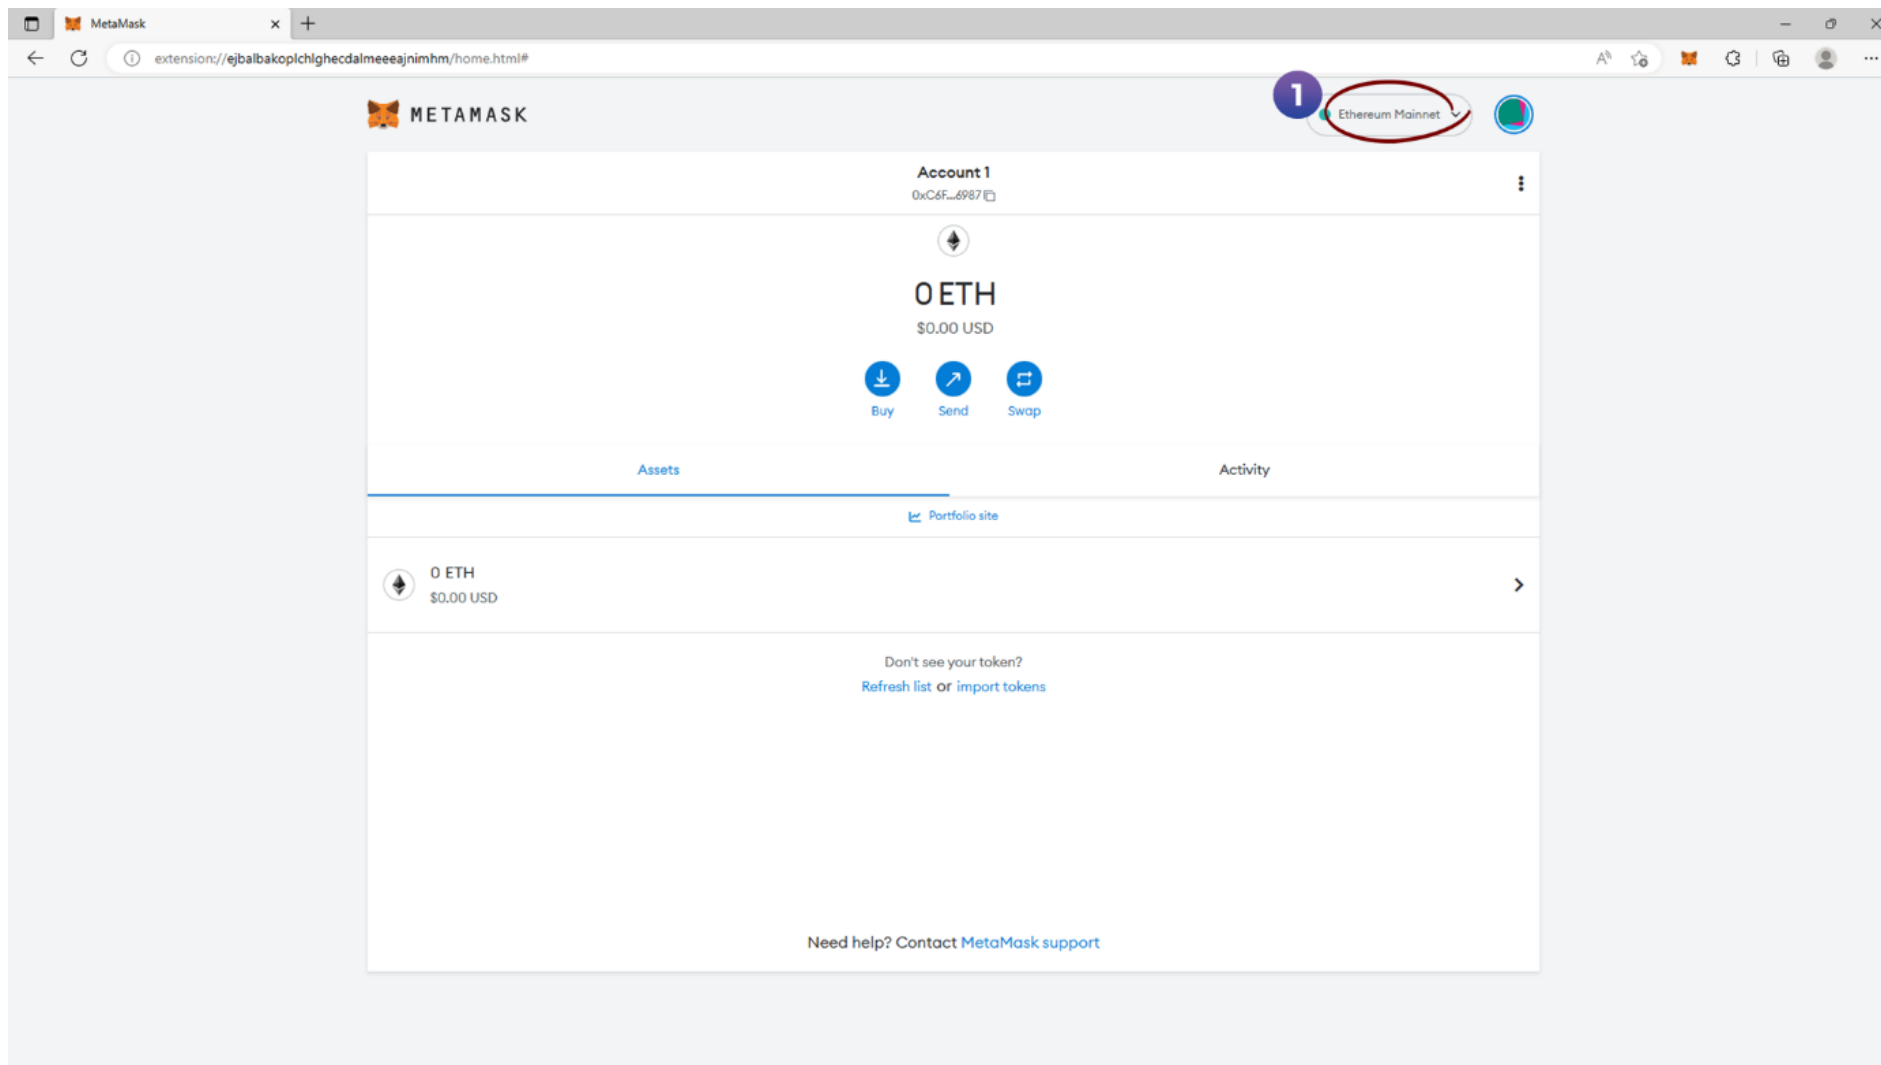 MetaMask
extension://ejbalbakoplchlghecdalmeeeajnimhm/home.html#
METAMASK
1
Ethereum Mainnet
Account 1
0xC6F...6987
0 ETH
$0.00 USD
Buy Send Swap
Assets Activity
Portfolio site
0 ETH
$0.00 USD
Don't see your token?
Refresh list or import tokens
Need help? Contact MetaMask support